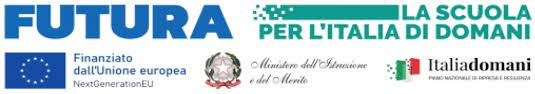 FUTURA
LA SCUOLA
PER L'ITALIA DI DOMANI
Finanziato
dall'Unione europea
NextGenerationEU
Ministero dell'Istruzione
e del Merito
Italiadomani
PIANO NAZIONALE DI RIPRESA E RESILIENZA